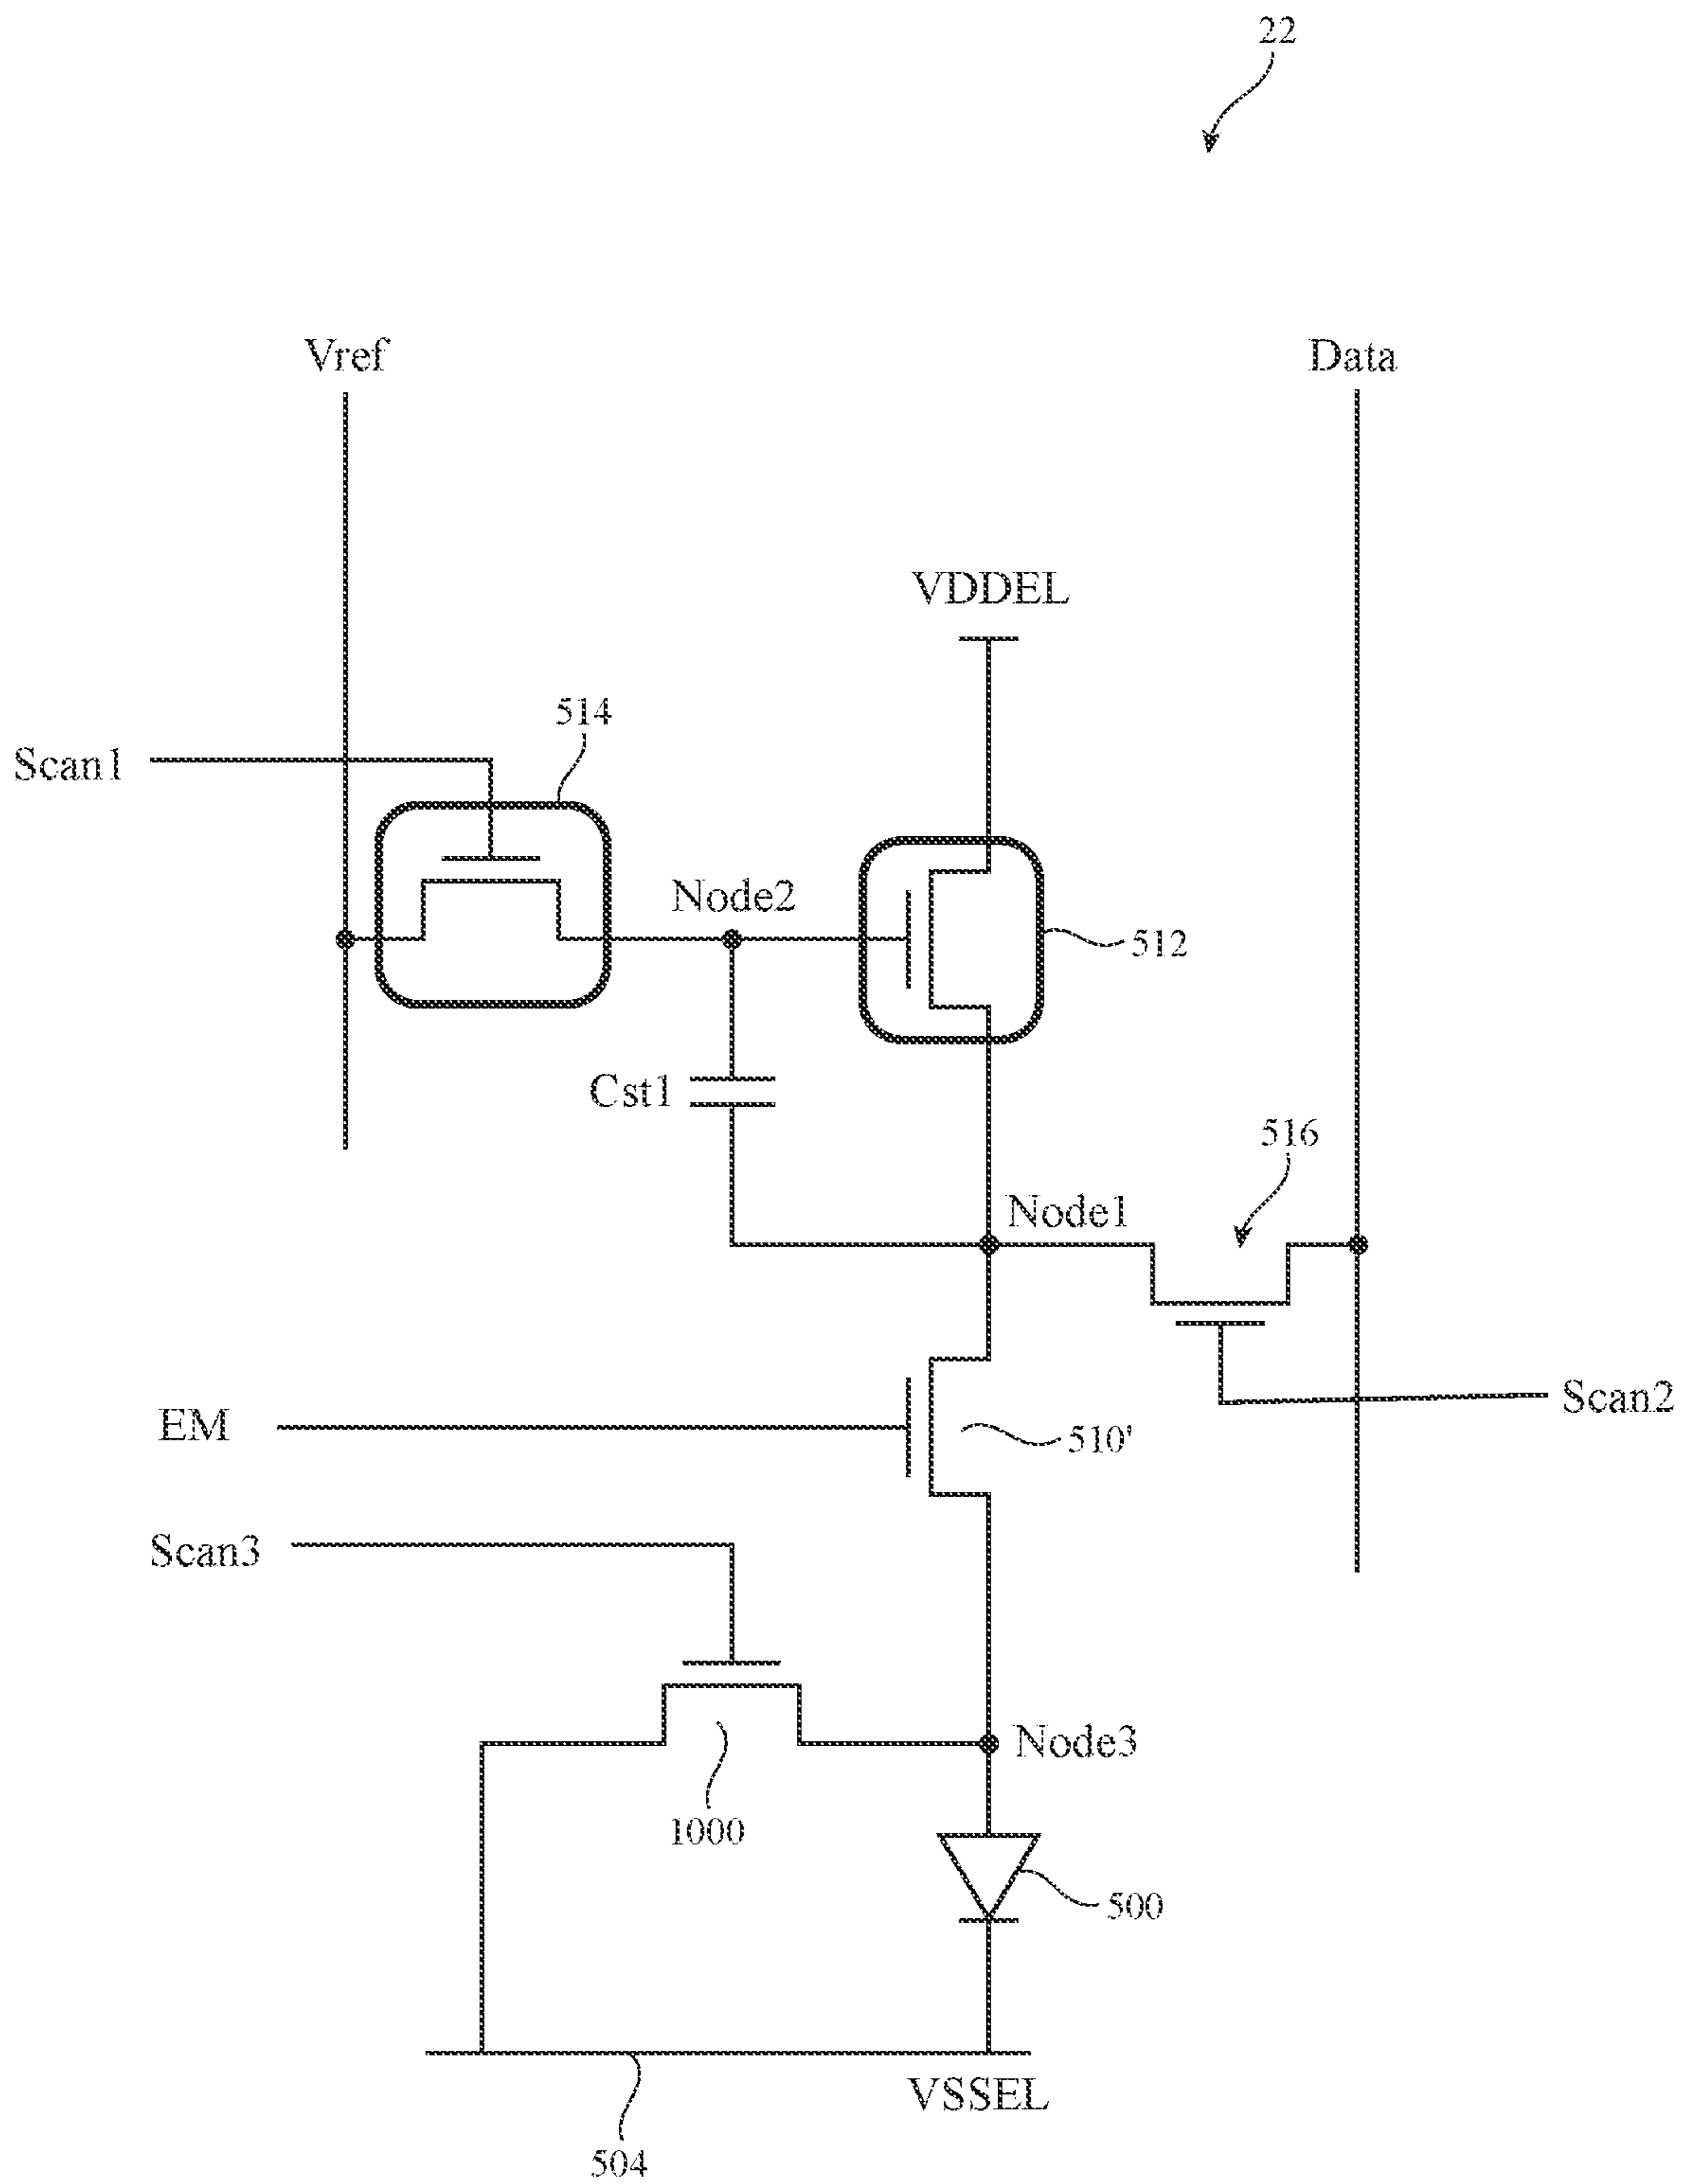 22
Vref
Data
VDDEL
514
Scan1
Node2
512
Cst1
516
Node1
Scan2
EM
510'
Scan3
Node3
1000
500
VSSEL
504